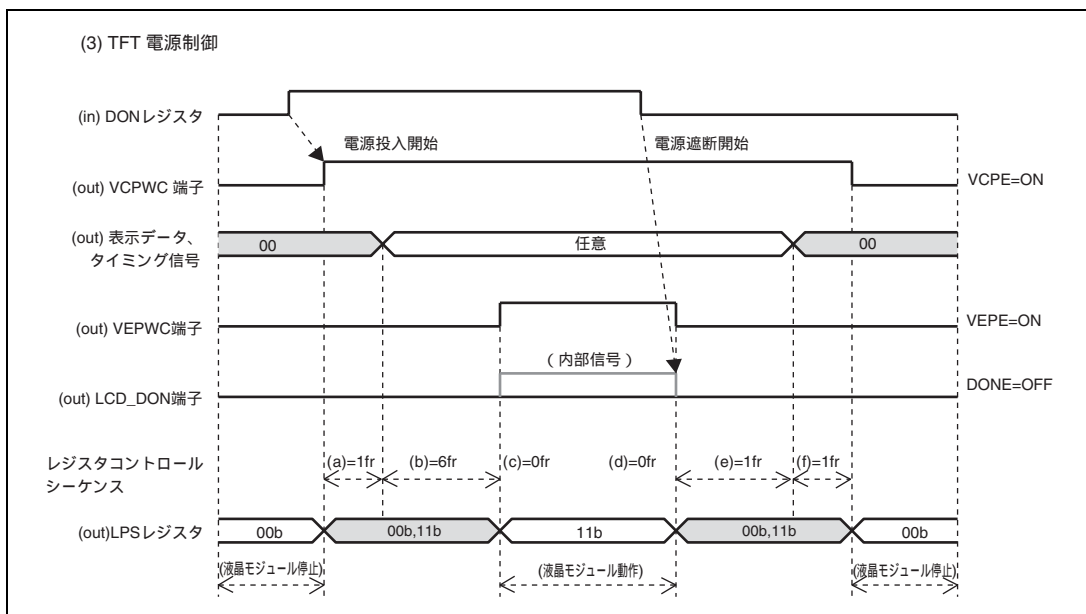 (3) TFT 電源制御
(in) DONレジスタ
電源投入開始
電源遮断開始
(out) VCPWC 端子
VCPE=ON
(out) 表示データ、
タイミング信号
00
任意
00
(out) VEPWC端子
VEPE=ON
(内部信号)
(out) LCD_DON端子
DONE=OFF
レジスタコントロール
シーケンス
(a)=1fr
(b)=6fr
(c)=0fr
(d)=0fr
(e)=1fr
(f)=1fr
(out)LPSレジスタ
00b
00b,11b
11b
00b,11b
00b
(液晶モジュール停止)
(液晶モジュール動作)
(液晶モジュール停止)